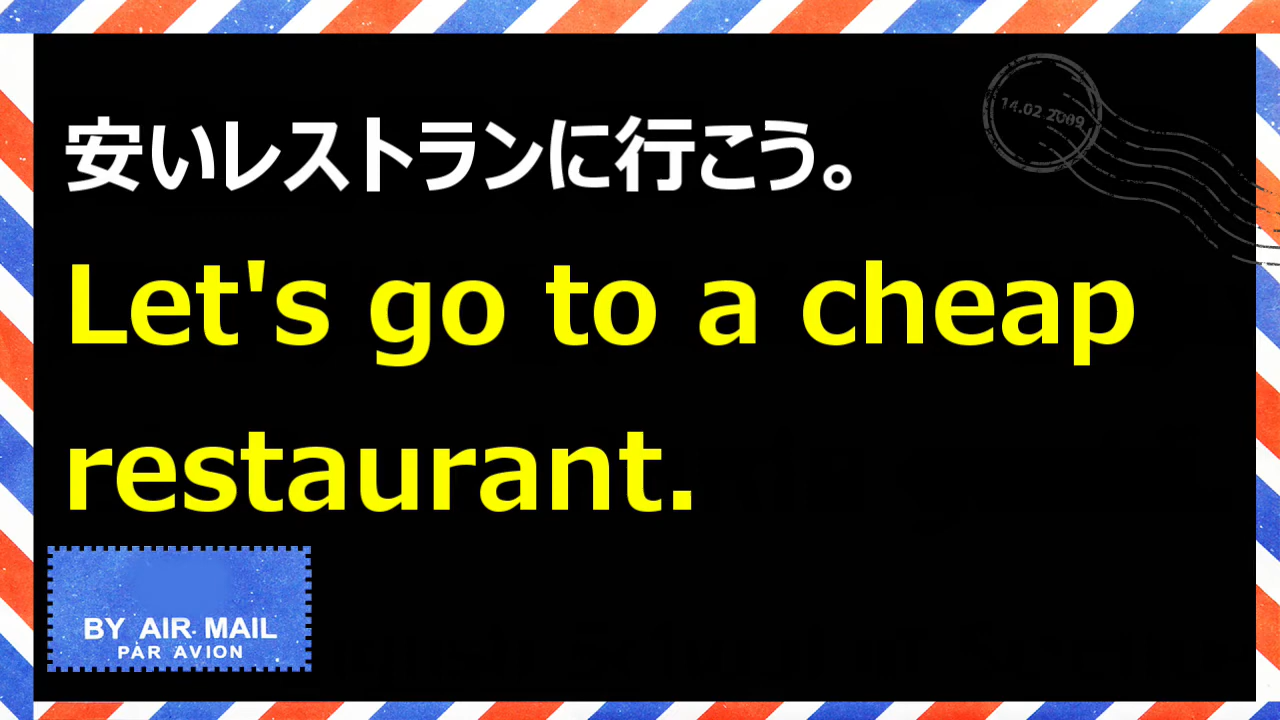 14.02 2009
安いレストランに行こう。
Let's go to a cheap
restaurant.
BY AIR MAIL
PAR AVION